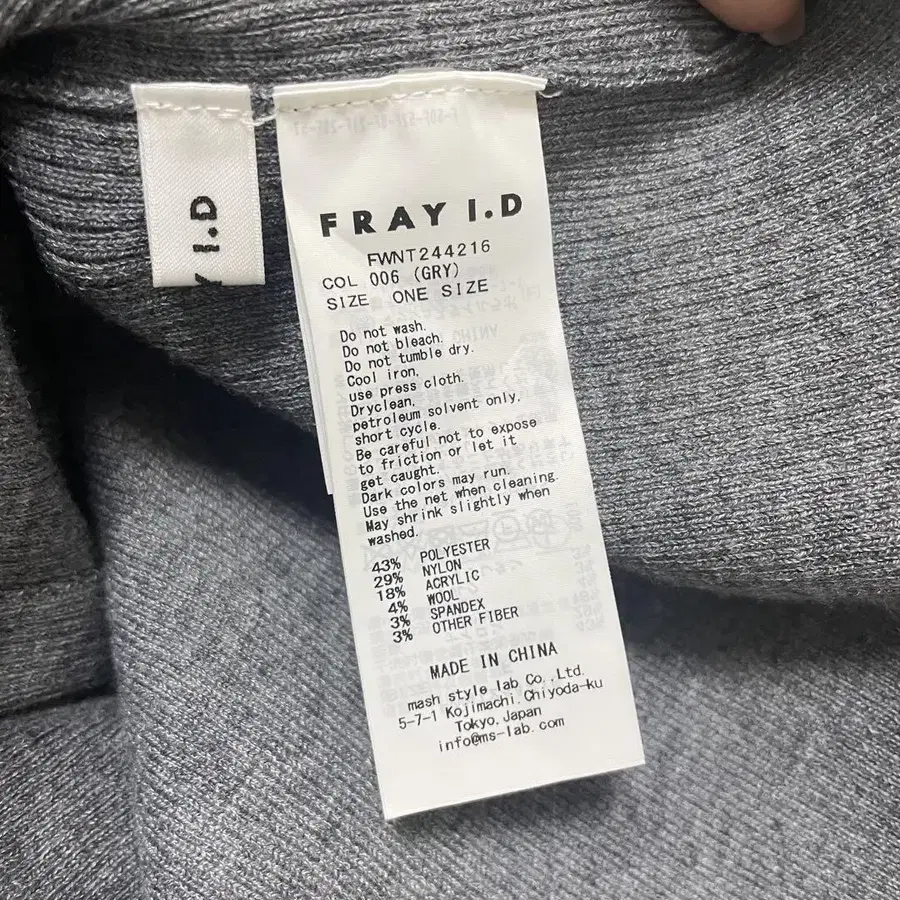 Y I.D
FRAY I.D
FWNT244216
COL 006 (GRY)
SIZE ONE SIZE
Do not wash.
Do not bleach.
Do not tumble dry.
Cool iron,
use press cloth.
Dryclean,
petroleum solvent only,
short cycle.
Be careful not to expose
to friction or let it
get caught.
Dark colors may run.
Use the net when cleaning.
May shrink slightly when
washed.
43% POLYESTER
29% NYLON
18% ACRYLIC
4% WOOL
3% SPANDEX
3% OTHER FIBER
MADE IN CHINA
mash style lab Co.,Ltd.
5-7-1 Kojimachi.Chiyoda-ku
Tokyo,Japan
info@ms-lab.com